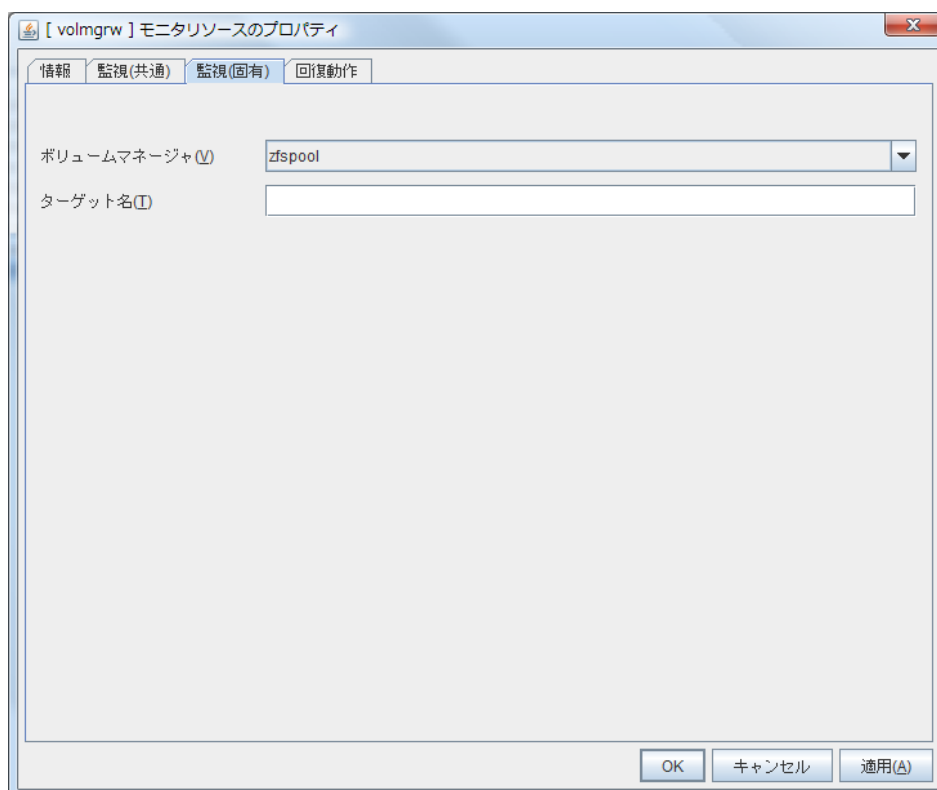 [ volmgrw ] モニタリソースのプロパティ
情報 監視(共通) 監視(固有) 回復動作
ボリュームマネージャ(V) zfspool
ターゲット名(T)
OK キャンセル 適用(A)